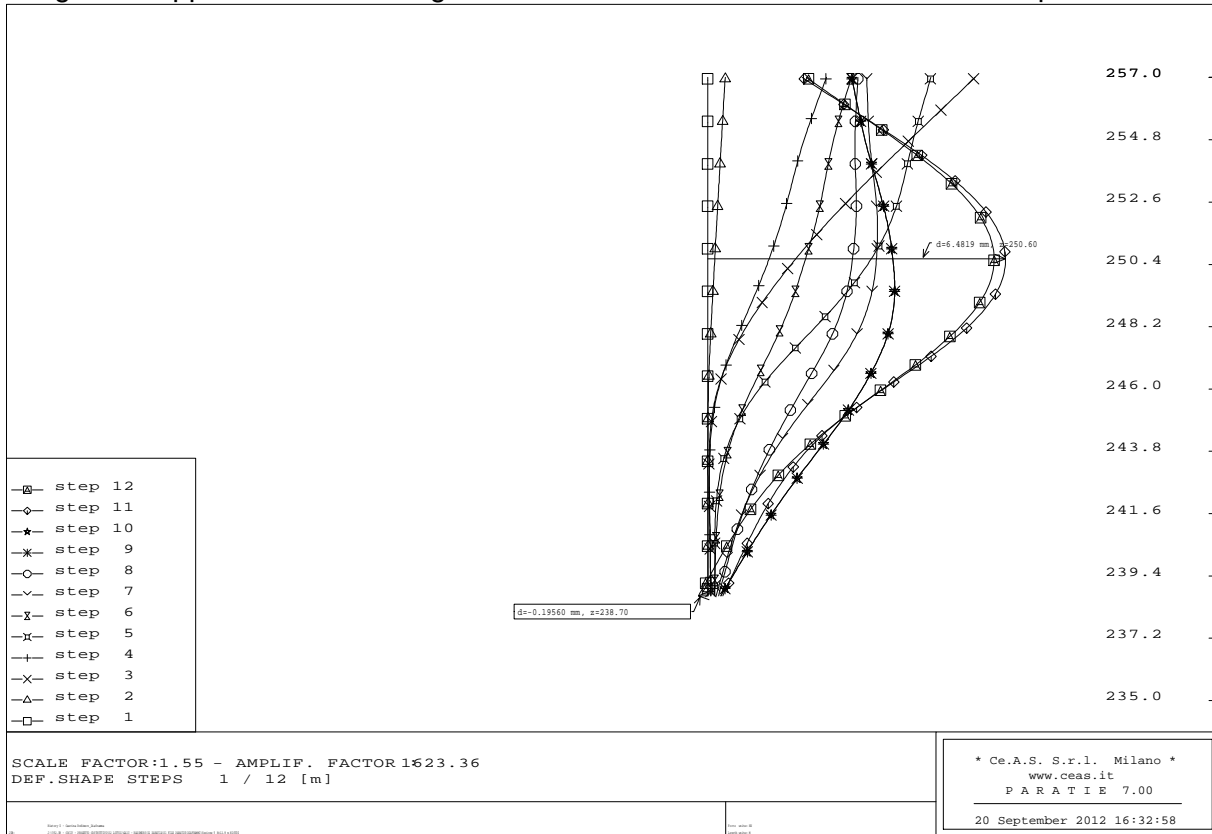 257.0
254.8
252.6
d=6.4819 mm, z=250.60
250.4
248.2
246.0
243.8
241.6
239.4
d=-0.19560 mm, z=238.70
237.2
235.0
step 12
step 11
step 10
step 9
step 8
step 7
step 6
step 5
step 4
step 3
step 2
step 1
SCALE FACTOR:1.55 - AMPLIF. FACTOR 1623.36
DEF.SHAPE STEPS 1 / 12 [m]
* Ce.A.S. S.r.l. Milano *
www.ceas.it
P A R A T I E 7.00
20 September 2012 16:32:58